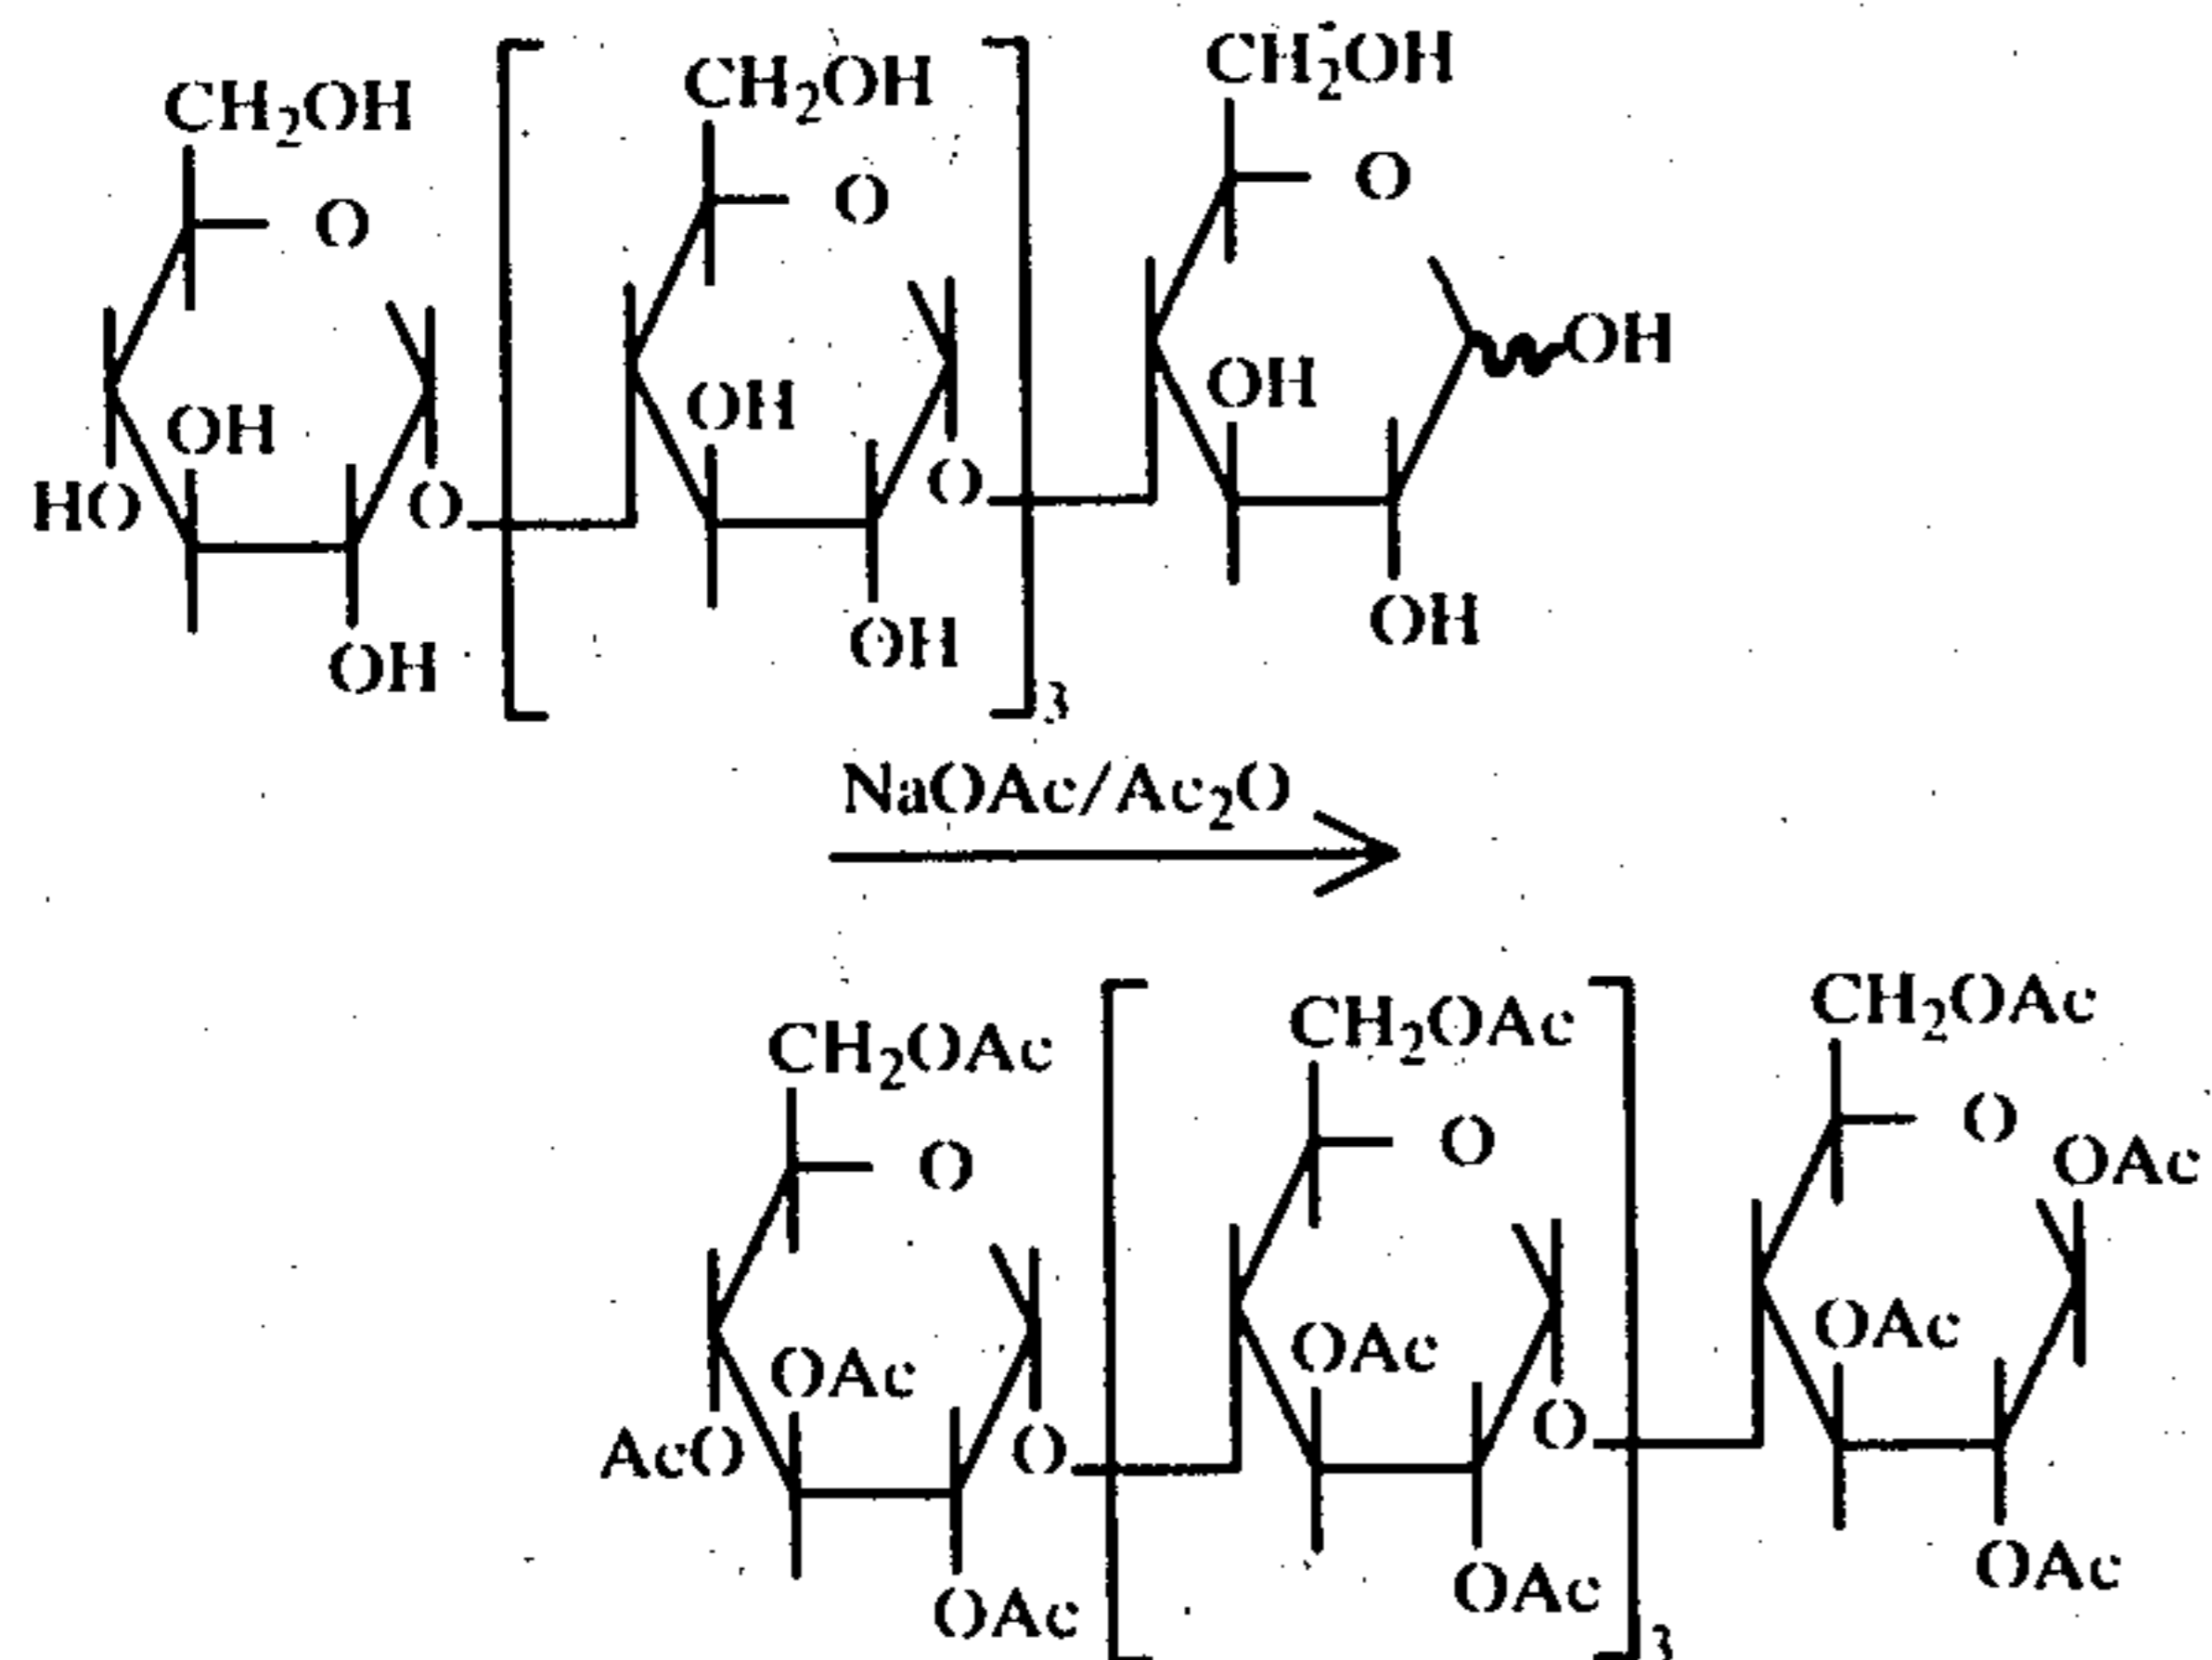 CH2OH CH2OH CH2OH
O O O
OH OH OH OH
HO O O
OH OH OH
3
NaOAc/Ac2O
CH2OAc CH2OAc CH2OAc
O O O OAc
OAc OAc OAc
AcO O O
OAc OAc OAc
3